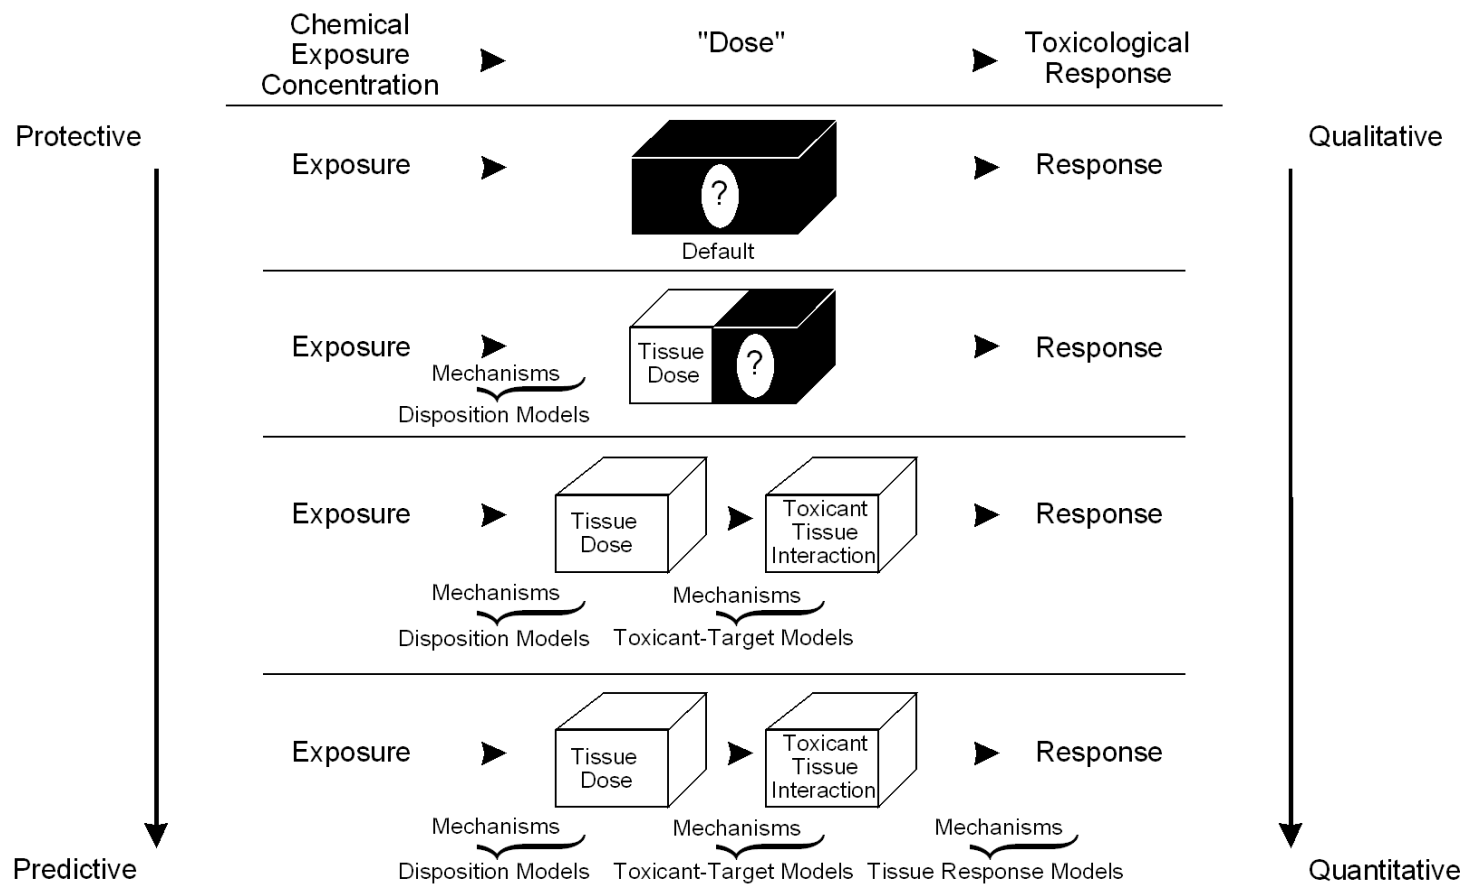 Chemical
Exposure
Concentration
"Dose"
Toxicological
Response
Protective
Qualitative
Exposure
?
Response
Default
Exposure
Tissue
Dose
?
Response
Mechanisms
Disposition Models
Exposure
Tissue
Dose
Toxicant
Tissue
Interaction
Response
Mechanisms
Mechanisms
Disposition Models
Toxicant-Target Models
Exposure
Tissue
Dose
Toxicant
Tissue
Interaction
Response
Mechanisms
Mechanisms
Mechanisms
Disposition Models
Toxicant-Target Models
Tissue Response Models
Predictive
Quantitative